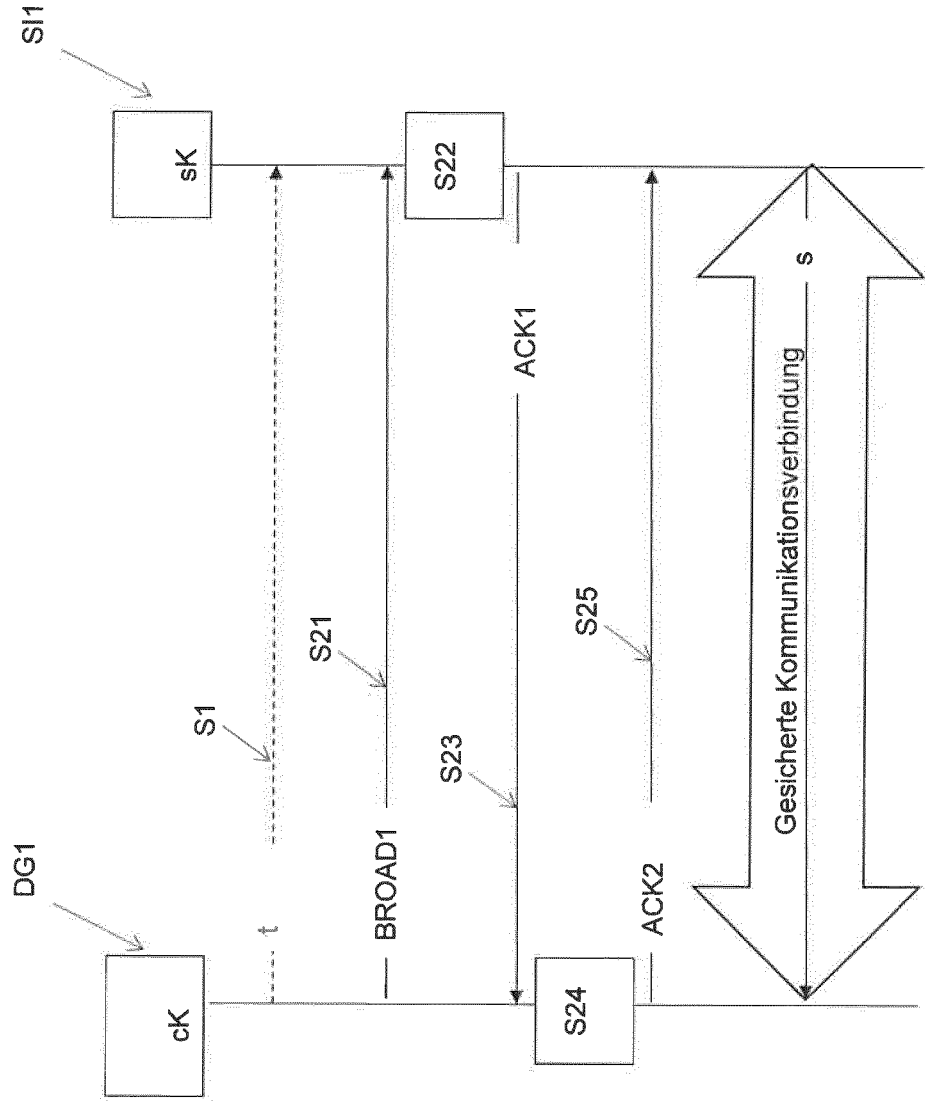 DG1
SI1
cK
sK
S1
t
S21
BROAD1
S22
S23
ACK1
S24
S25
ACK2
Gesicherte Kommunikationsverbindung
s